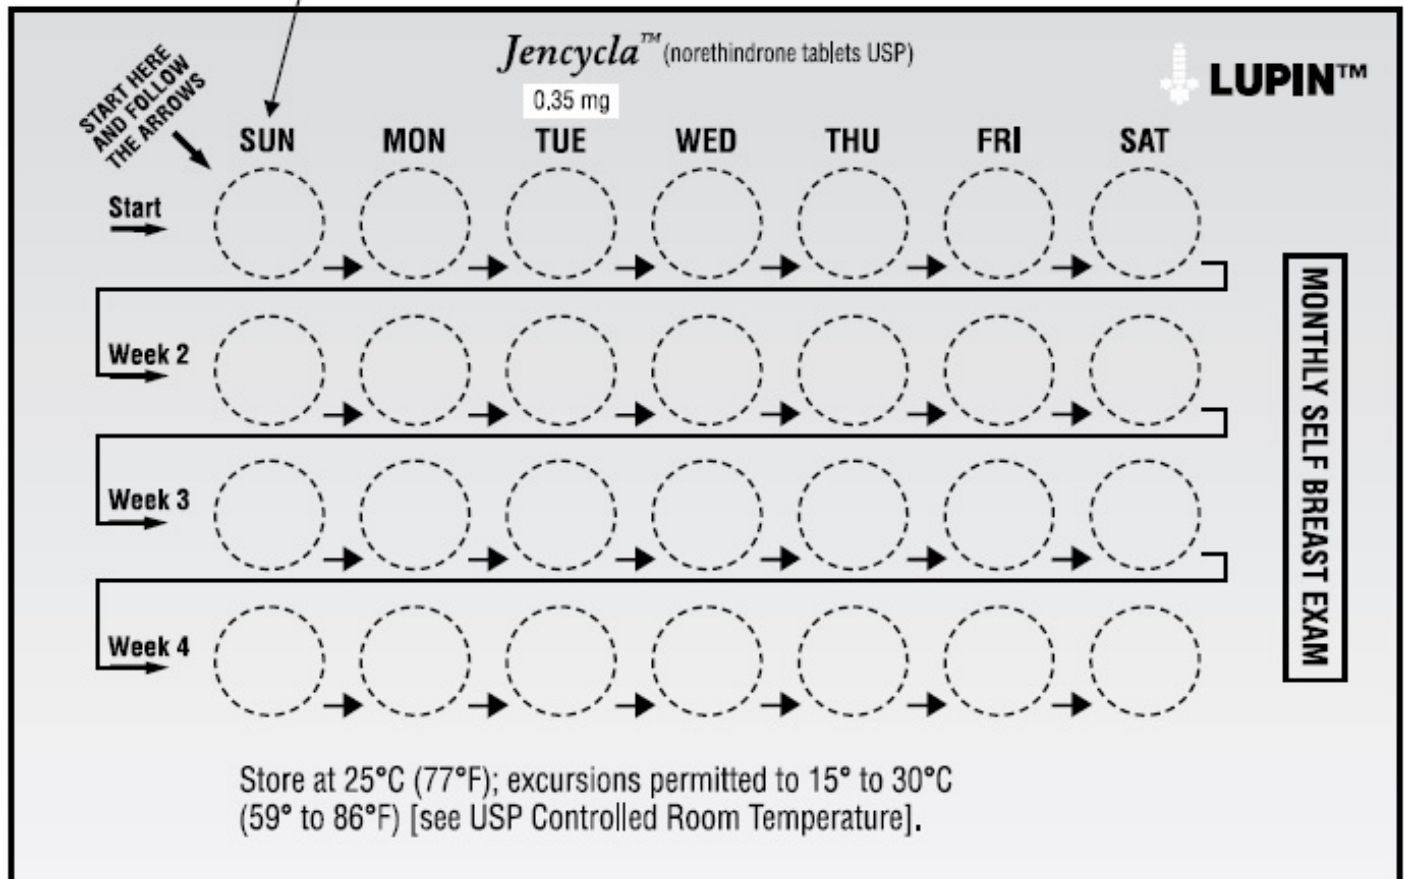 Jencycla™ (norethindrone tablets USP)
0.35 mg
LUPIN™
START HERE
AND FOLLOW
THE ARROWS
SUN MON TUE WED THU FRI SAT
Start
Week 2
Week 3
Week 4
MONTHLY SELF BREAST EXAM
Store at 25°C (77°F); excursions permitted to 15° to 30°C
(59° to 86°F) [see USP Controlled Room Temperature].